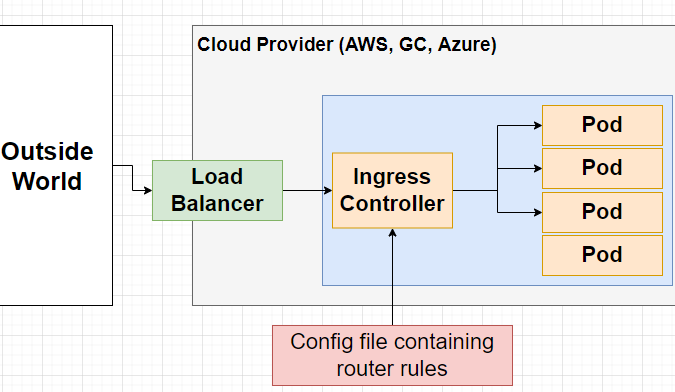 Cloud Provider (AWS, GC, Azure)
Outside
World
Load
Balancer
Ingress
Controller
Pod
Pod
Pod
Pod
Config file containing
router rules